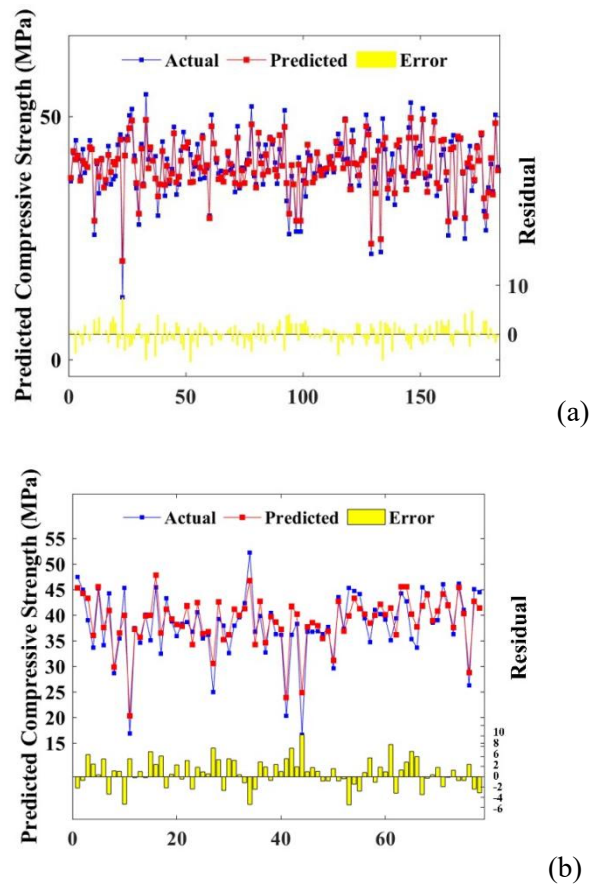 Predicted Compressive Strength (MPa)
Actual Predicted Error
50
0
Residual
10
0
0 50 100 150
(a)
Predicted Compressive Strength (MPa)
Actual Predicted Error
55
50
45
40
35
30
25
20
15
Residual
10
8
6
4
2
0
-2
-4
-6
0 20 40 60
(b)